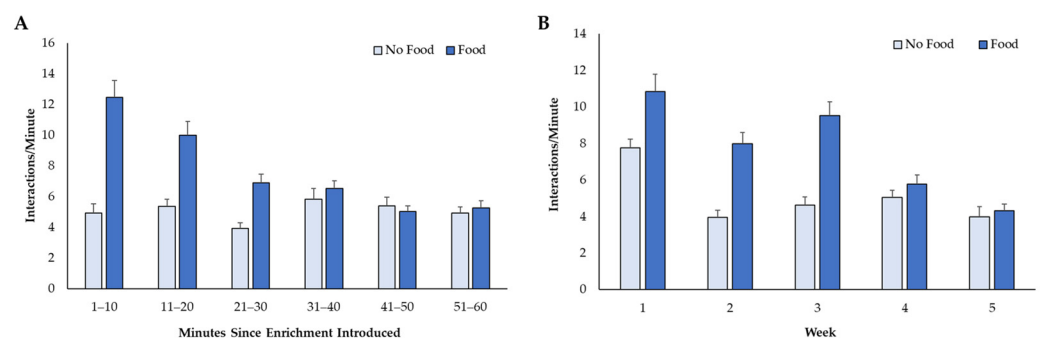 A
16
14
12
10
8
6
4
2
0
Interactions/Minute
No Food
Food
1–10
11–20
21–30
31–40
41–50
51–60
Minutes Since Enrichment Introduced
B
14
12
10
8
6
4
2
0
Interactions/Minute
No Food
Food
1
2
3
4
5
Week